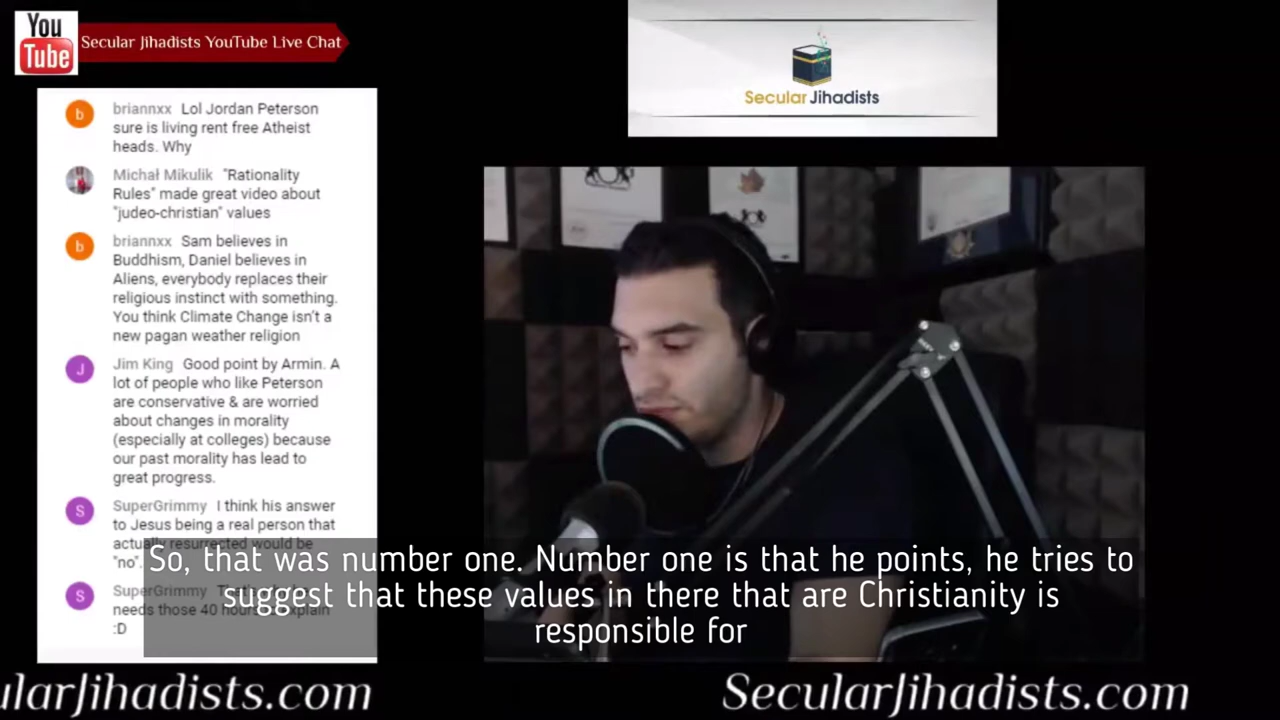 You
Tube
Secular Jihadists YouTube Live Chat
Secular Jihadists
briannxx Lol Jordan Peterson
sure is living rent free Atheist
heads. Why
Michał Mikulik "Rationality
Rules" made great video about
"judeo-christian" values
briannxx Sam believes in
Buddhism, Daniel believes in
Aliens, everybody replaces their
religious instinct with something.
You think Climate Change isn't a
new pagan weather religion
Jim King Good point by Armin. A
lot of people who like Peterson
are conservative & are worried
about changes in morality
(especially at colleges) because
our past morality has lead to
great progress.
SuperGrimmy I think his answer
to Jesus being a real person that
actually resurrected would be
"no".
SuperGrimmy
needs those 40 hours explain
:D
So, that was number one. Number one is that he points, he tries to
suggest that these values in there that are Christianity is
responsible for
ularJihadists.com
SecularJihadists.com